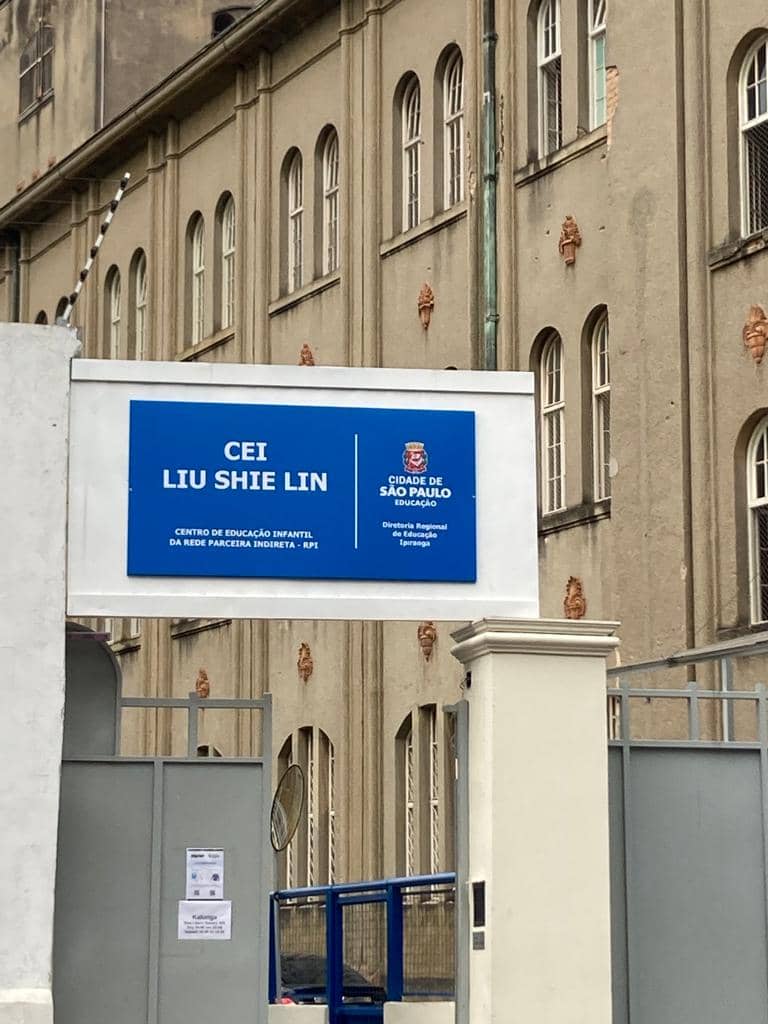 CEI
LIU SHIE LIN
CENTRO DE EDUCAÇÃO INFANTIL
DA REDE PARCEIRA INDIRETA - RPI
CIDADE DE
SÃO PAULO
EDUCAÇÃO
Diretoria Regional
de Educação
Ipiranga
Kalunga